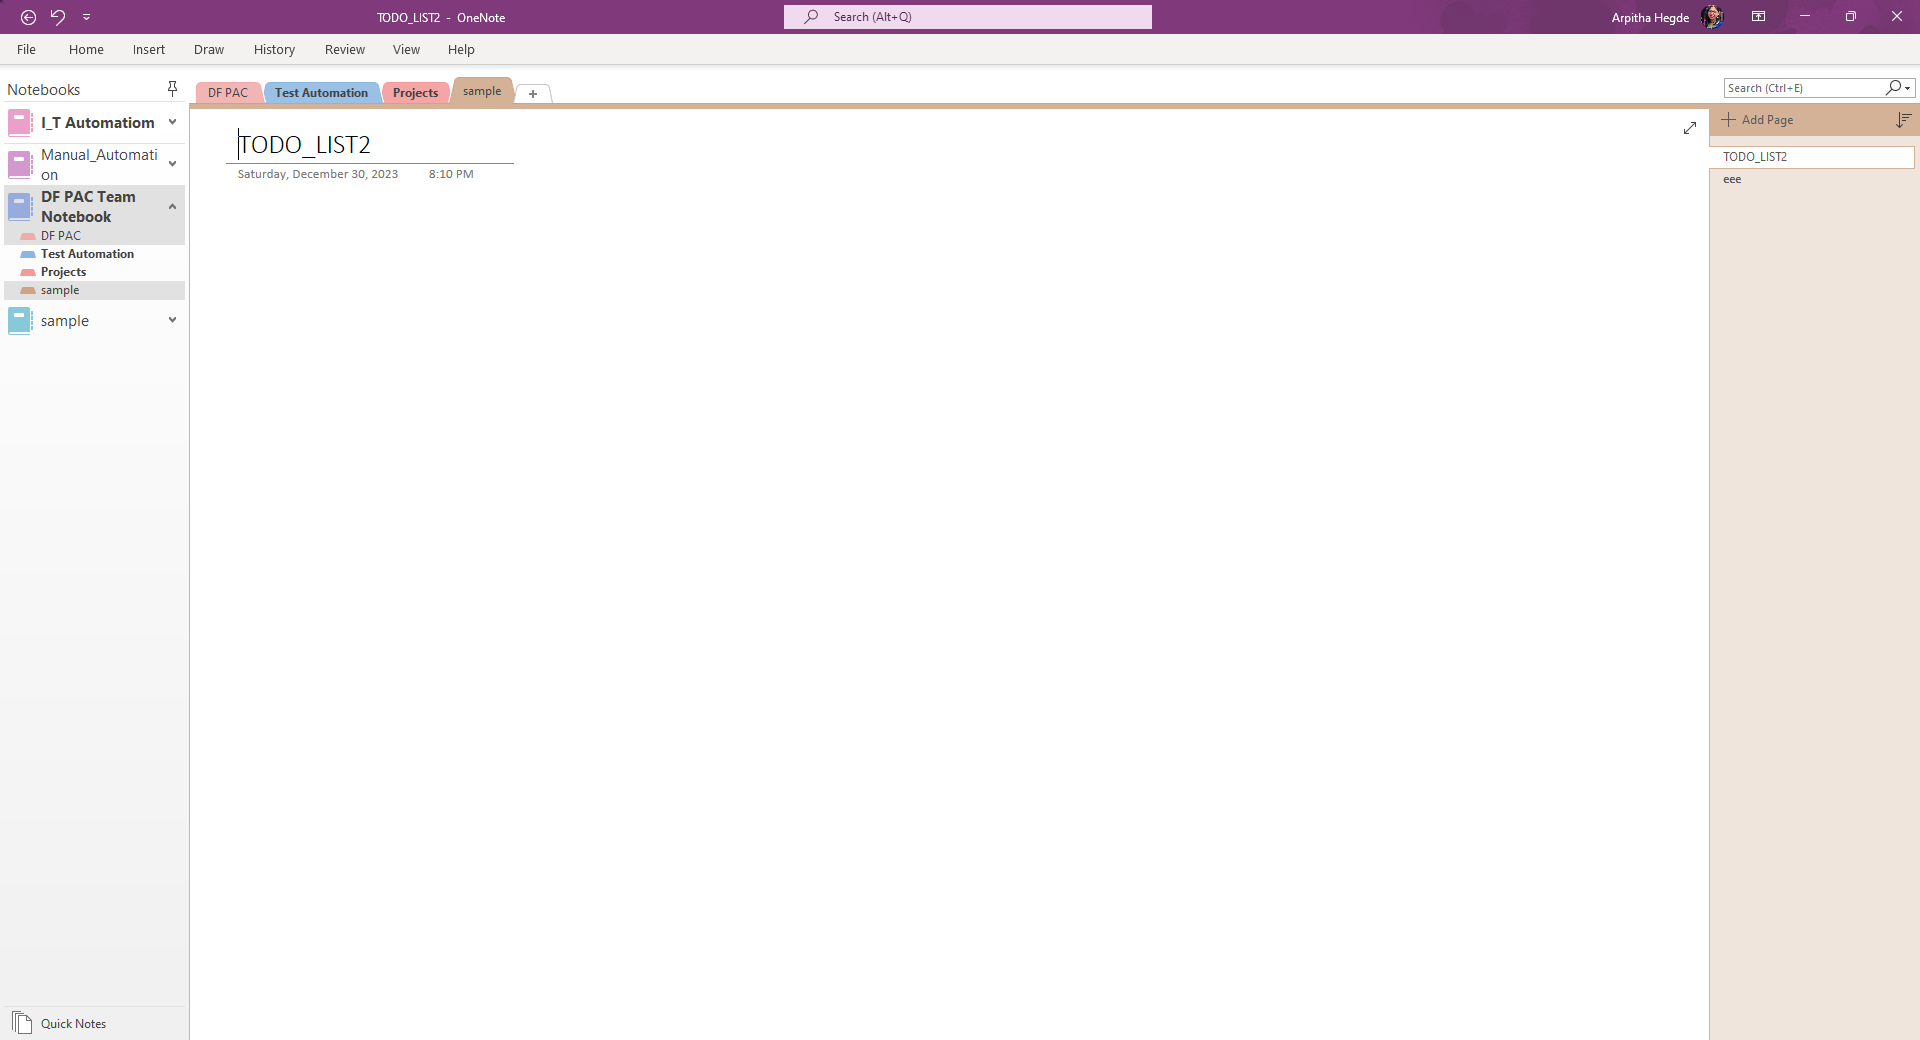 TODO_LIST2 - OneNote
Search (Alt+Q)
Arpitha Hegde
File Home Insert Draw History Review View Help
Notebooks
I_T Automatiom
Manual_Automati
on
DF PAC Team
Notebook
DF PAC
Test Automation
Projects
sample
sample
Quick Notes
DF PAC Test Automation Projects sample
Search (Ctrl+E)
TODO_LIST2
Saturday, December 30, 2023 8:10 PM
Add Page
TODO_LIST2
eee